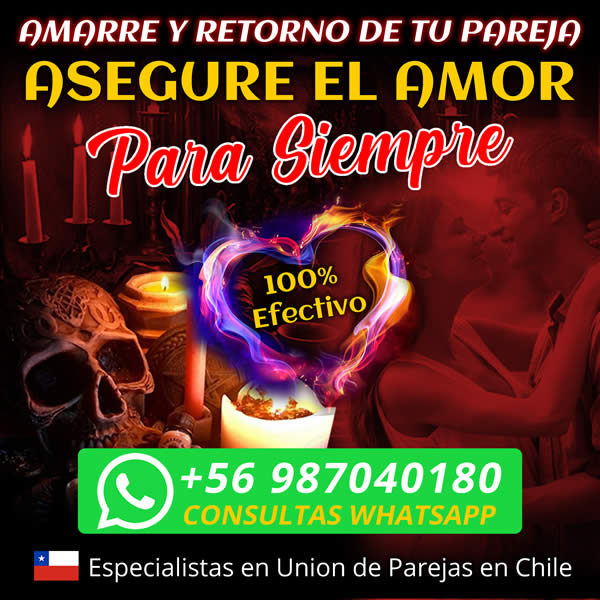 AMARRE Y RETORNO DE TU PAREJA
ASEGURE EL AMOR
Para Siempre
100%
Efectivo
+56 987040180
CONSULTAS WHATSAPP
Especialistas en Union de Parejas en Chile